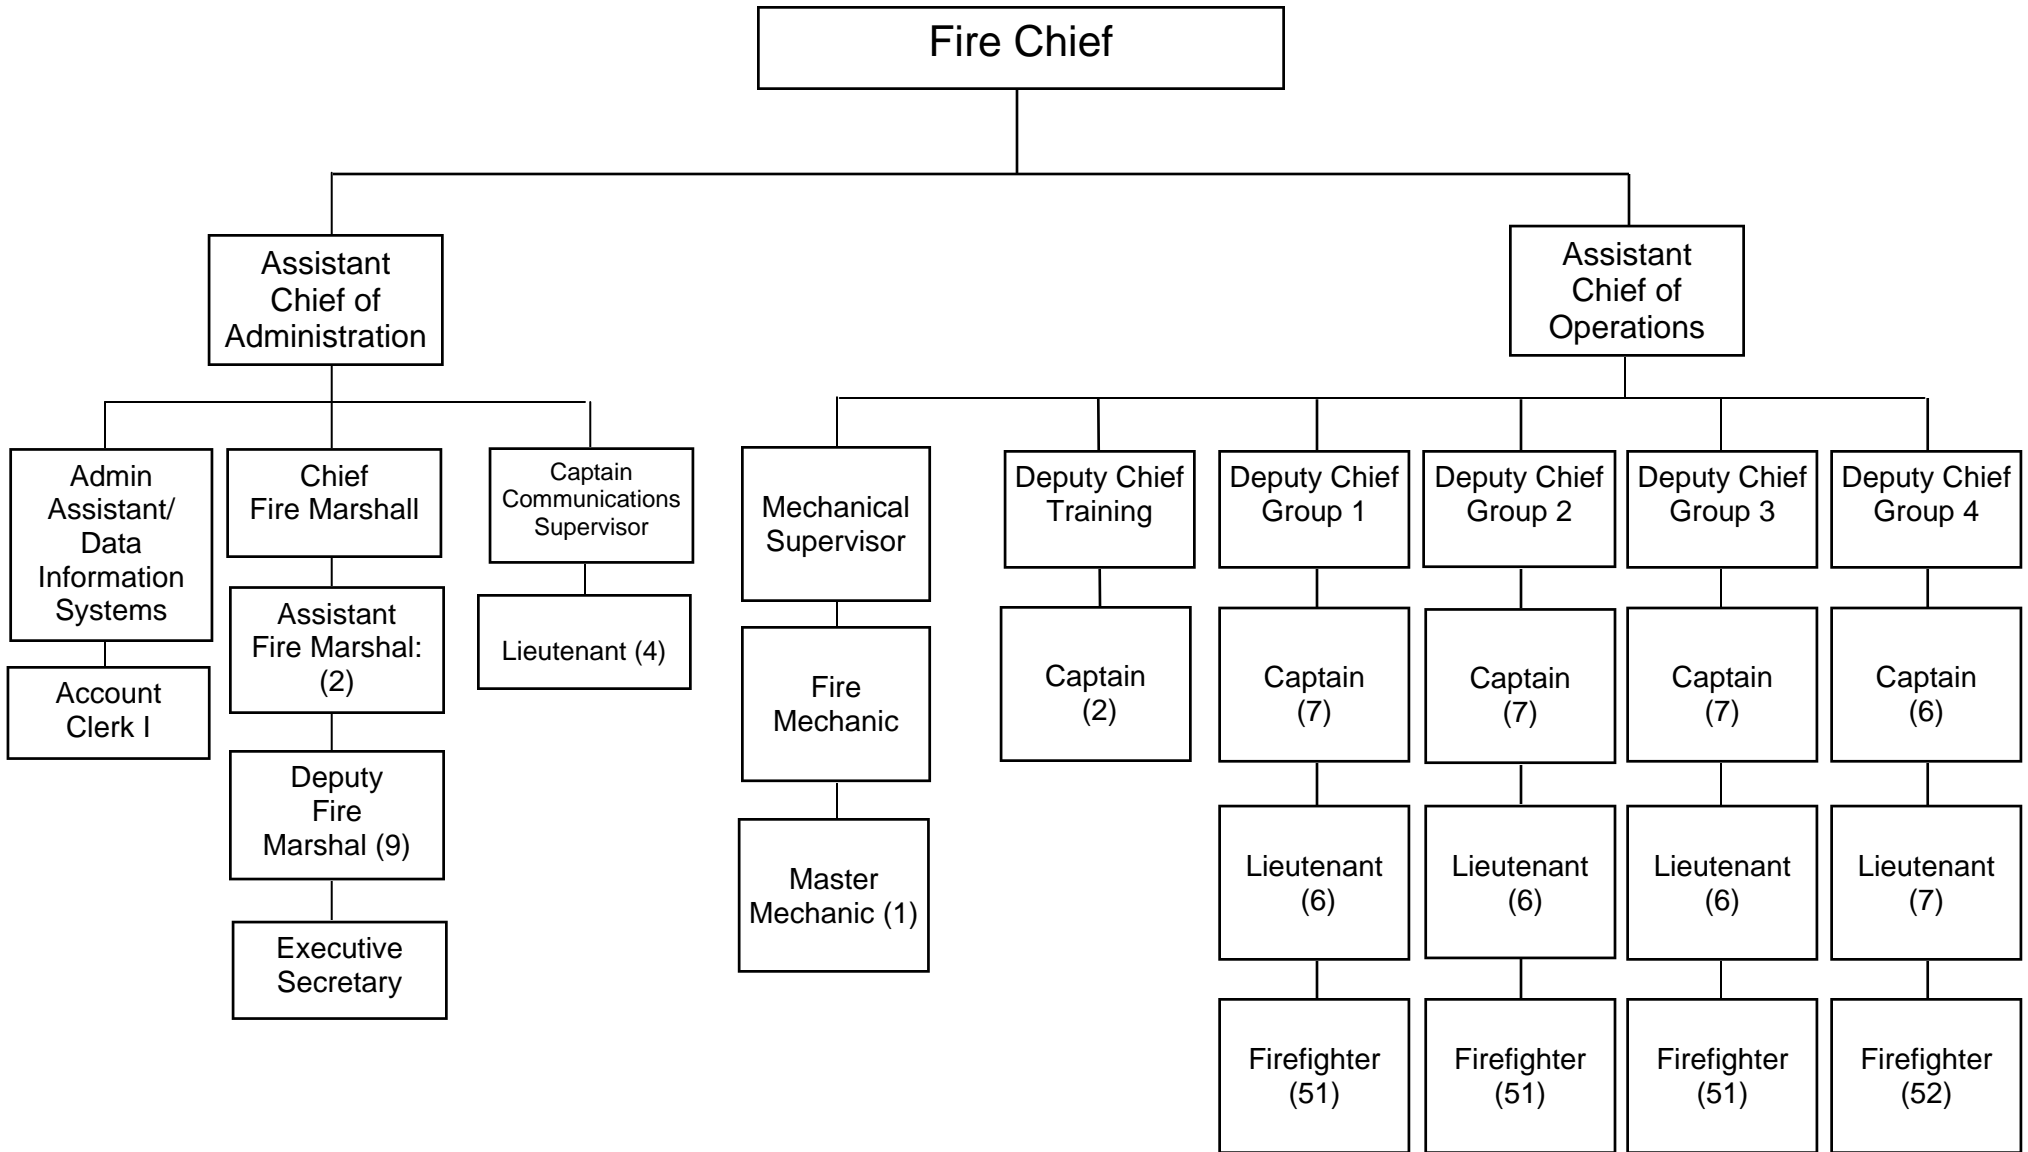 Fire Chief
Assistant
Chief of
Administration
Assistant
Chief of
Operations
Admin
Assistant/
Data
Information
Systems
Account
Clerk I
Chief
Fire Marshall
Assistant
Fire Marshal:
(2)
Deputy
Fire
Marshal (9)
Executive
Secretary
Captain
Communications
Supervisor
Lieutenant (4)
Mechanical
Supervisor
Fire
Mechanic
Master
Mechanic (1)
Deputy Chief
Training
Captain
(2)
Deputy Chief
Group 1
Captain
(7)
Lieutenant
(6)
Firefighter
(51)
Deputy Chief
Group 2
Captain
(7)
Lieutenant
(6)
Firefighter
(51)
Deputy Chief
Group 3
Captain
(7)
Lieutenant
(6)
Firefighter
(51)
Deputy Chief
Group 4
Captain
(6)
Lieutenant
(7)
Firefighter
(52)